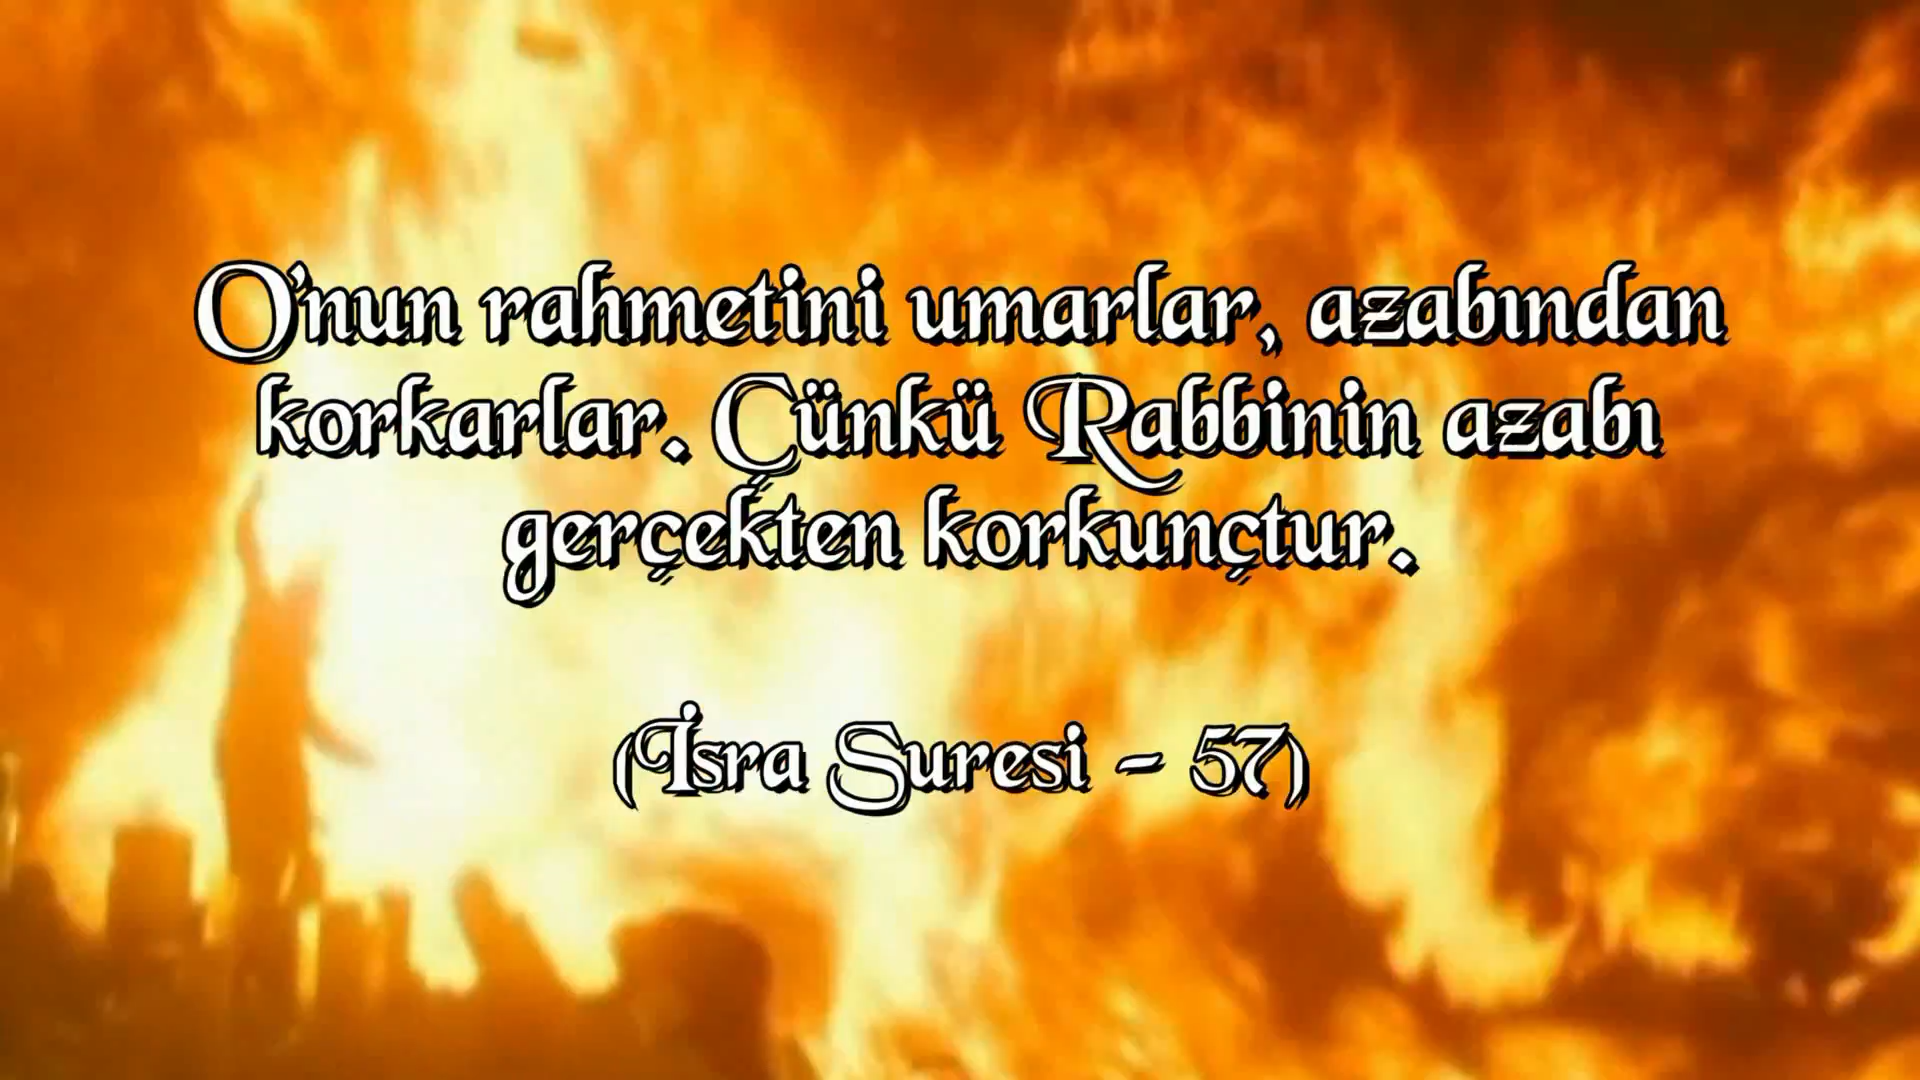 O'nun rahmetini umarlar, azabından
korkarlar. Çünkü Rabbinin azabı
gerçekten korkunçtur.
(İsra Suresi - 57)